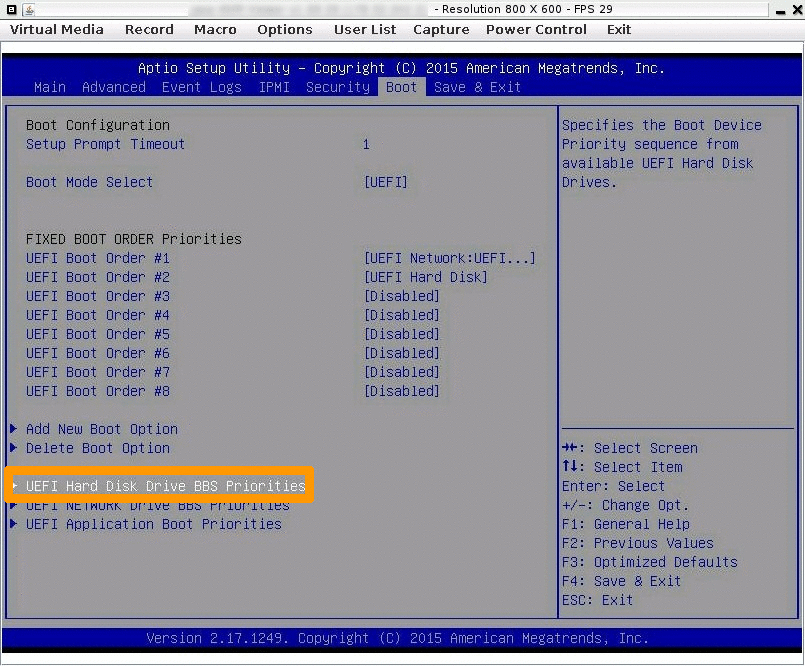 - Resolution 800 X 600 - FPS 29
Virtual Media Record Macro Options User List Capture Power Control Exit
Aptio Setup Utility – Copyright (C) 2015 American Megatrends, Inc.
Main Advanced Event Logs IPMI Security Boot Save & Exit
Boot Configuration
Setup Prompt Timeout 1
Boot Mode Select [UEFI]
FIXED BOOT ORDER Priorities
UEFI Boot Order #1 [UEFI Network:UEFI...]
UEFI Boot Order #2 [UEFI Hard Disk]
UEFI Boot Order #3 [Disabled]
UEFI Boot Order #4 [Disabled]
UEFI Boot Order #5 [Disabled]
UEFI Boot Order #6 [Disabled]
UEFI Boot Order #7 [Disabled]
UEFI Boot Order #8 [Disabled]
Add New Boot Option
Delete Boot Option
UEFI Hard Disk Drive BBS Priorities
UEFI NETWORK Drive BBS Priorities
UEFI Application Boot Priorities
Specifies the Boot Device
Priority sequence from
available UEFI Hard Disk
Drives.
→←: Select Screen
↑↓: Select Item
Enter: Select
+/-: Change Opt.
F1: General Help
F2: Previous Values
F3: Optimized Defaults
F4: Save & Exit
ESC: Exit
Version 2.17.1249. Copyright (C) 2015 American Megatrends, Inc.